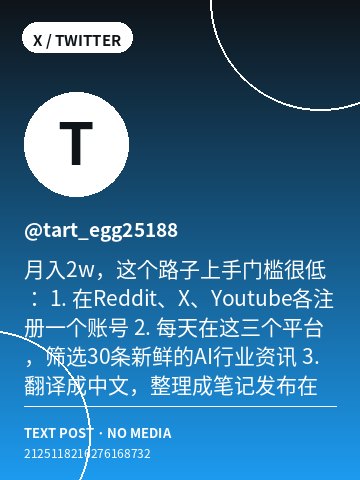 X / TWITTER
T
@tart_egg25188
月入2w，这个路子上手门槛很低
：1. 在Reddit、X、Youtube各注
册一个账号 2. 每天在这三个平台
，筛选30条新鲜的AI行业资讯 3.
翻译成中文，整理成笔记发布在
TEXT POST · NO MEDIA
2125118216276168732